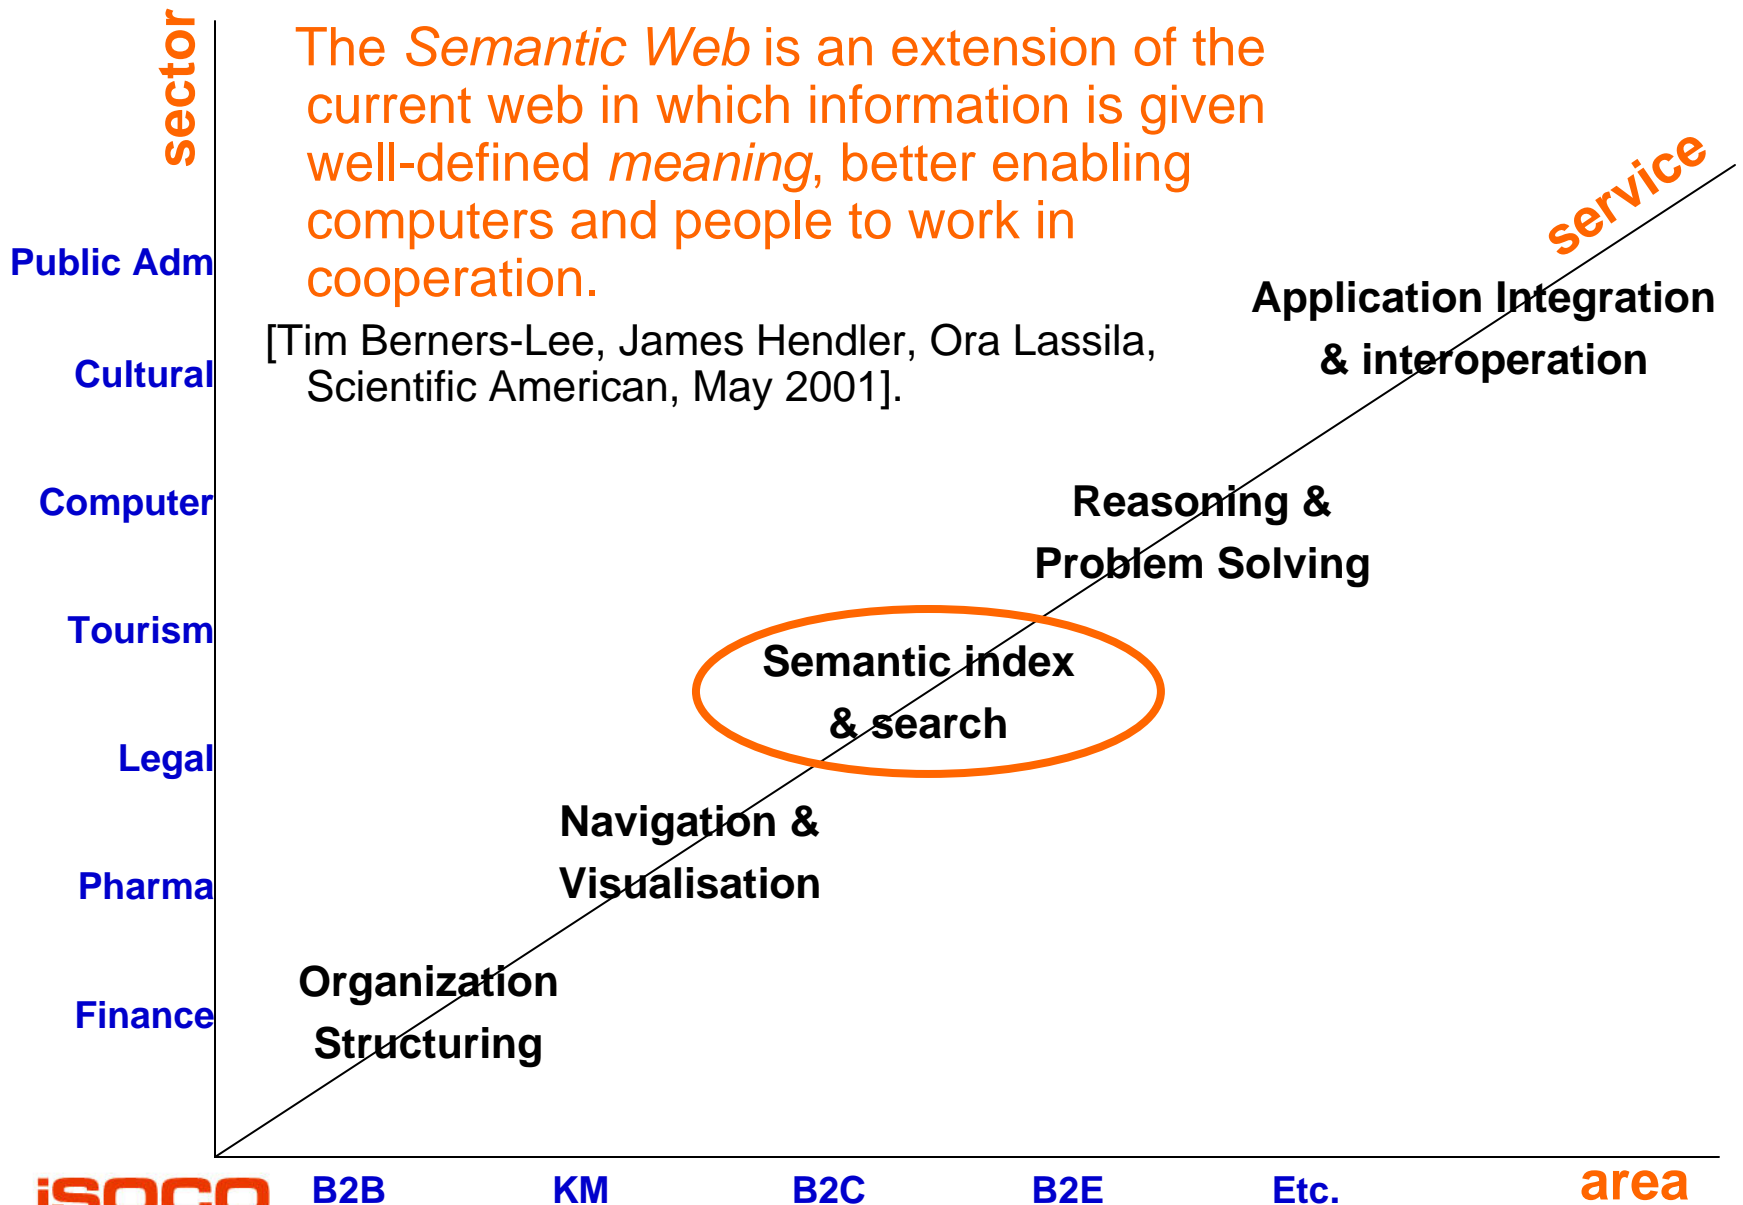 sector
The Semantic Web is an extension of the
current web in which information is given
well-defined meaning, better enabling
computers and people to work in
cooperation.
[Tim Berners-Lee, James Hendler, Ora Lassila,
Scientific American, May 2001].
service
Public Adm
Cultural
Computer
Tourism
Legal
Pharma
Finance
Application Integration
& interoperation
Reasoning &
Problem Solving
Semantic index
& search
Navigation &
Visualisation
Organization
Structuring
iSOCO
B2B KM B2C B2E Etc. area